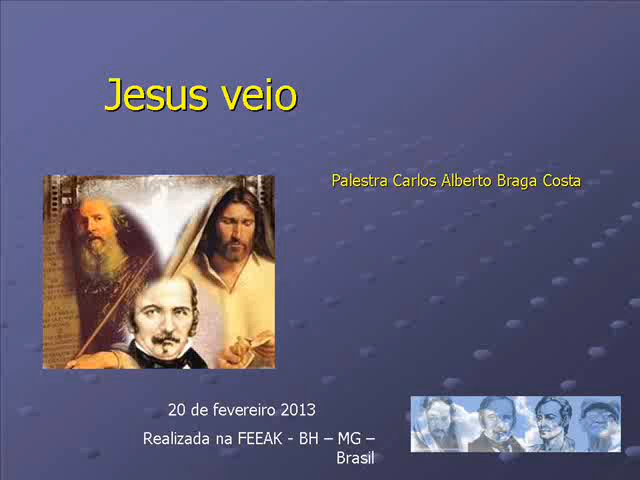 Jesus veio
Palestra Carlos Alberto Braga Costa
20 de fevereiro 2013
Realizada na FEEAK - BH – MG –
Brasil